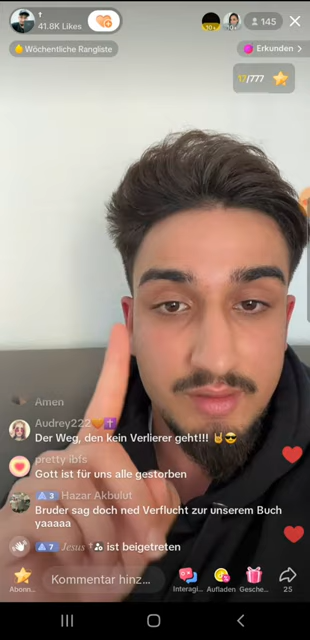 41.8K Likes
145
Wöchentliche Rangliste
Erkunden >
17/777
Amen
Audrey222🧡✝️
Der Weg, den kein Verlierer geht!!! 🤘😎
pretty ibfs
Gott ist für uns alle gestorben
3 Hazar Akbulut
Bruder sag doch ned Verflucht zur unserem Buch
yaaaaa
7 Jesus ist beigetreten
Kommentar hinz...
Abonn...
Interagi...
Aufladen
Gesche...
25